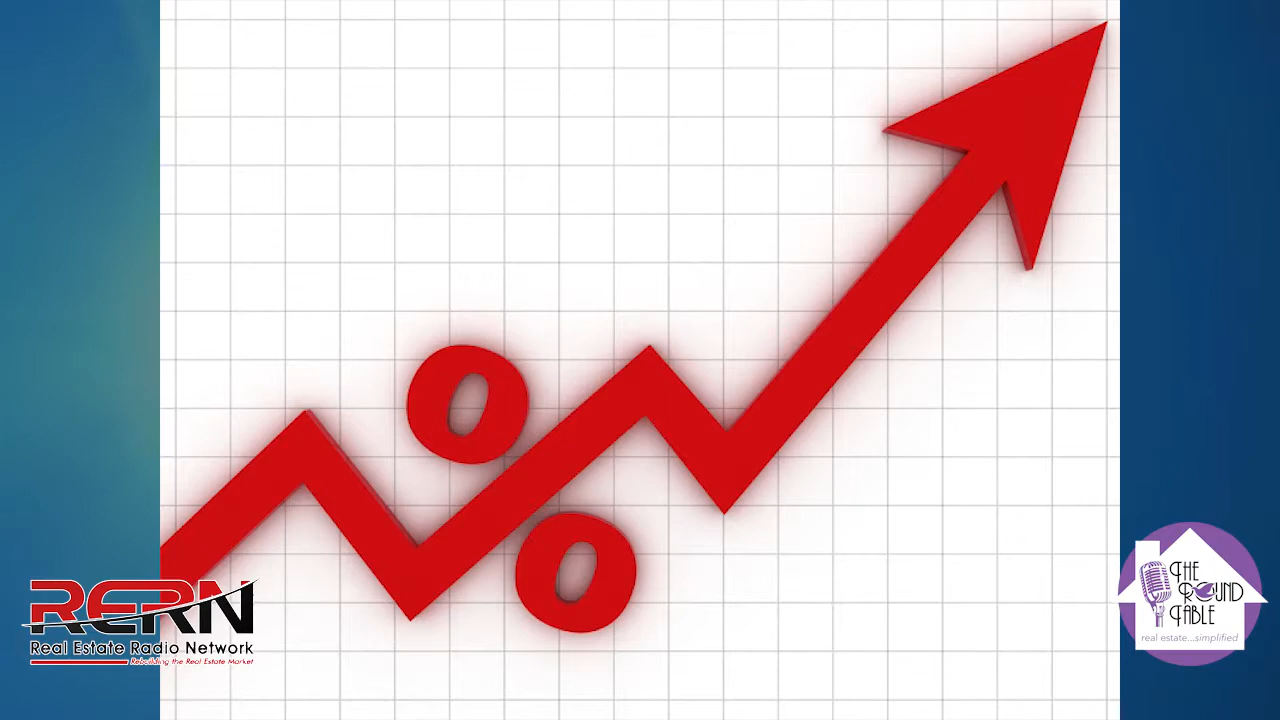 %
RERN
Real Estate Radio Network
Rebuilding the Real Estate Market
THE
ROUND
TABLE
real estate...simplified